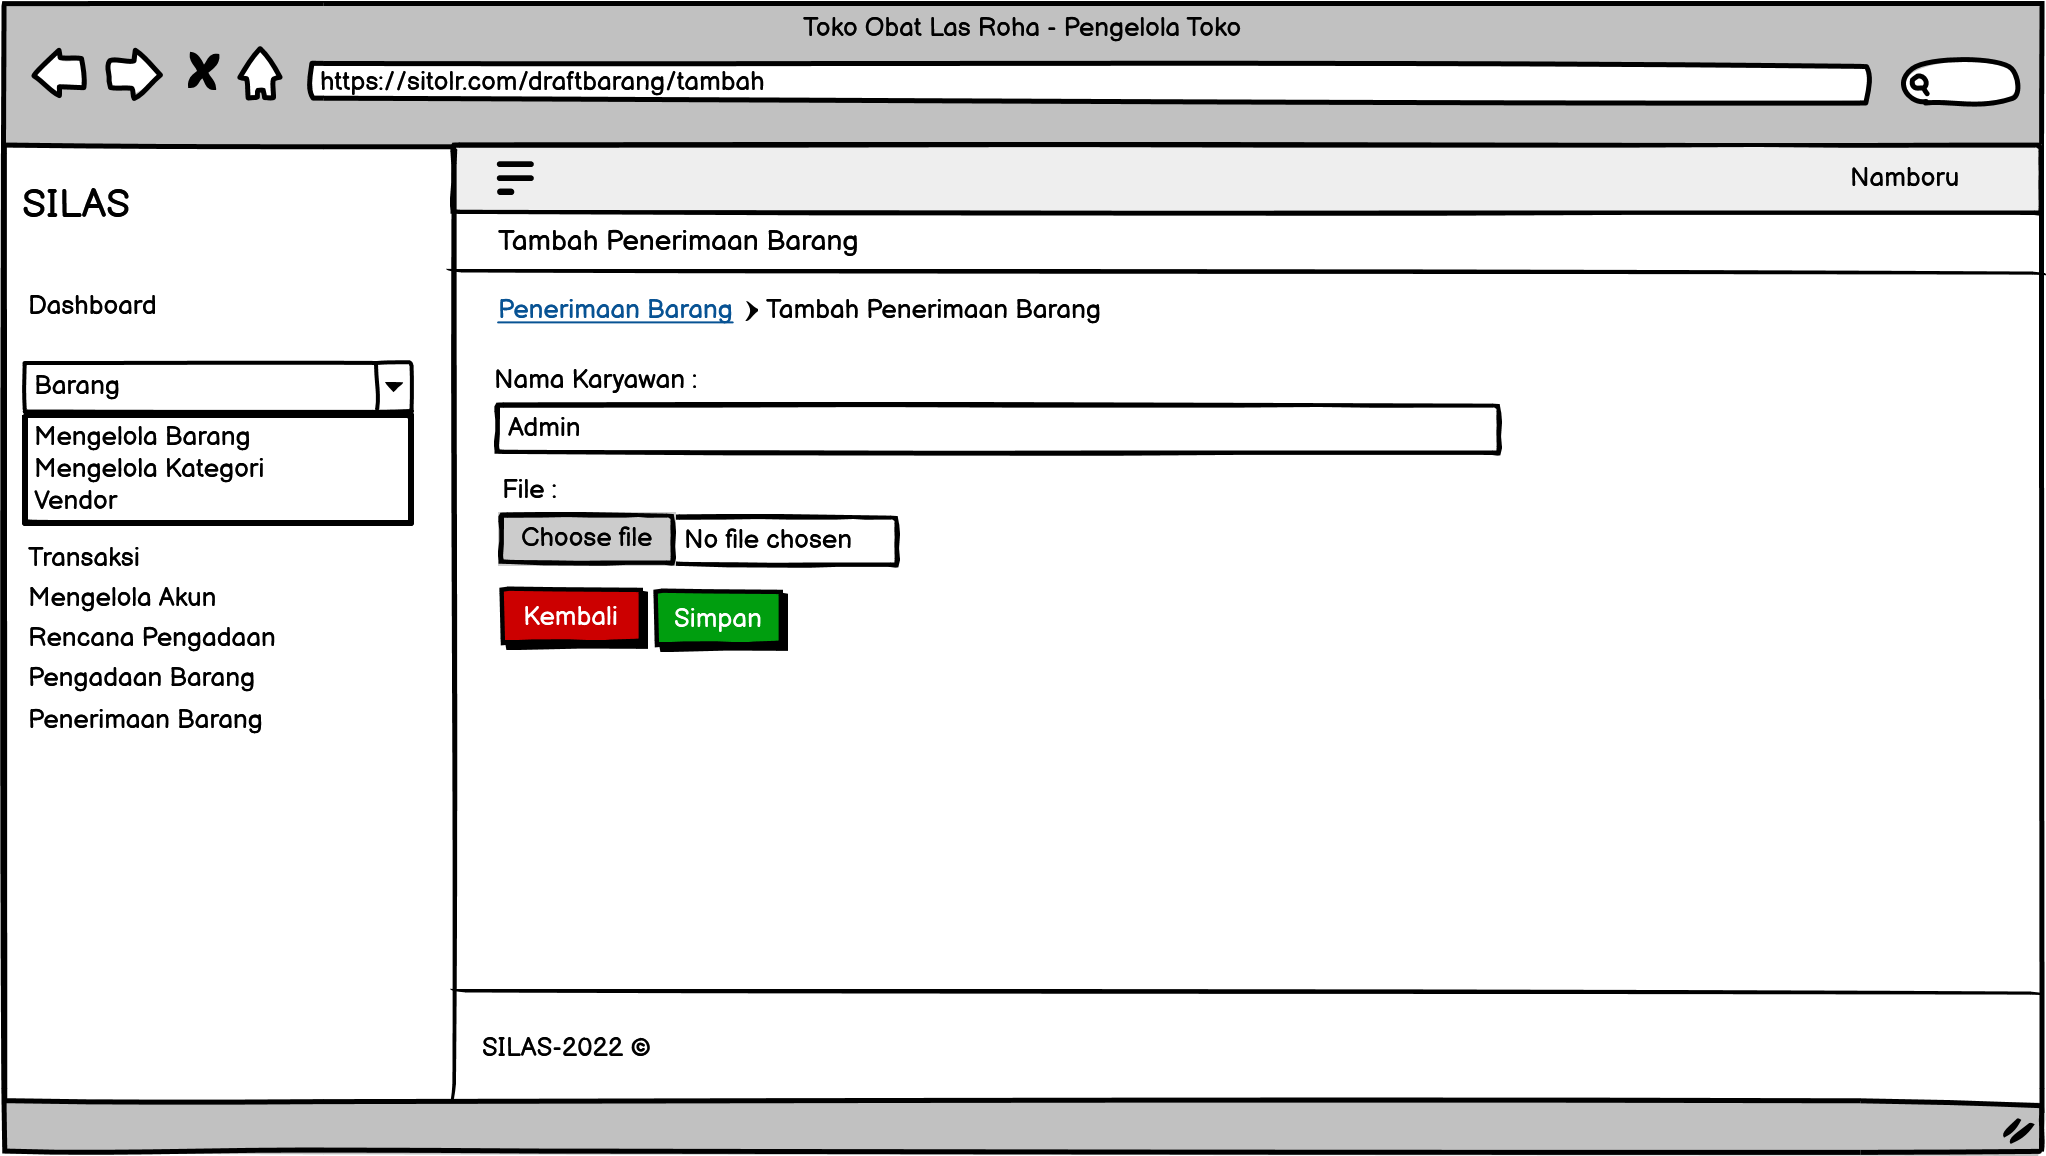 Toko Obat Las Roha - Pengelola Toko
https://sitolr.com/draftbarang/tambah
SILAS
Namboru
Dashboard
Barang
Mengelola Barang
Mengelola Kategori
Vendor
Transaksi
Mengelola Akun
Rencana Pengadaan
Pengadaan Barang
Penerimaan Barang
Tambah Penerimaan Barang
Penerimaan Barang > Tambah Penerimaan Barang
Nama Karyawan :
Admin
File :
Choose file No file chosen
Kembali Simpan
SILAS-2022 ©